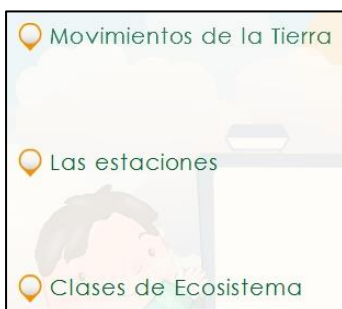 Movimientos de la Tierra
Las estaciones
Clases de Ecosistema